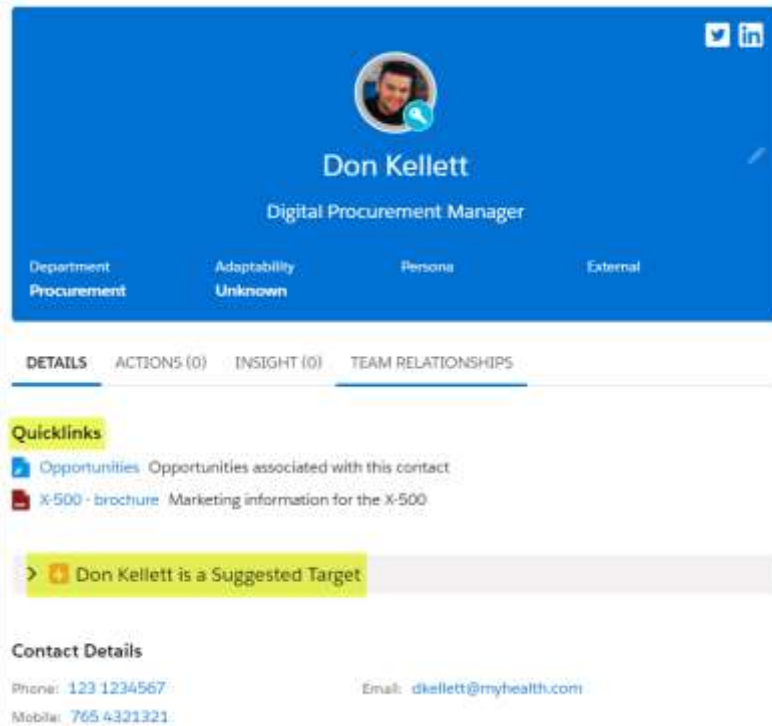 Don Kellett
Digital Procurement Manager
Department Adaptability Persona External
Procurement Unknown
DETAILS ACTIONS (0) INSIGHT (0) TEAM RELATIONSHIPS
Quicklinks
Opportunities Opportunities associated with this contact
X-500 - brochure Marketing information for the X-500
Don Kellett is a Suggested Target
Contact Details
Phone: 123 1234567 Email: dkellett@myhealth.com
Mobile: 765 4321321